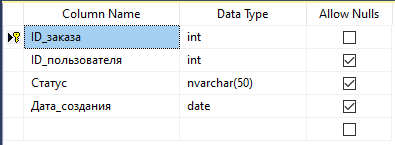 Column Name Data Type Allow Nulls
ID_заказа int
ID_пользователя int
Статус nvarchar(50)
Дата_создания date